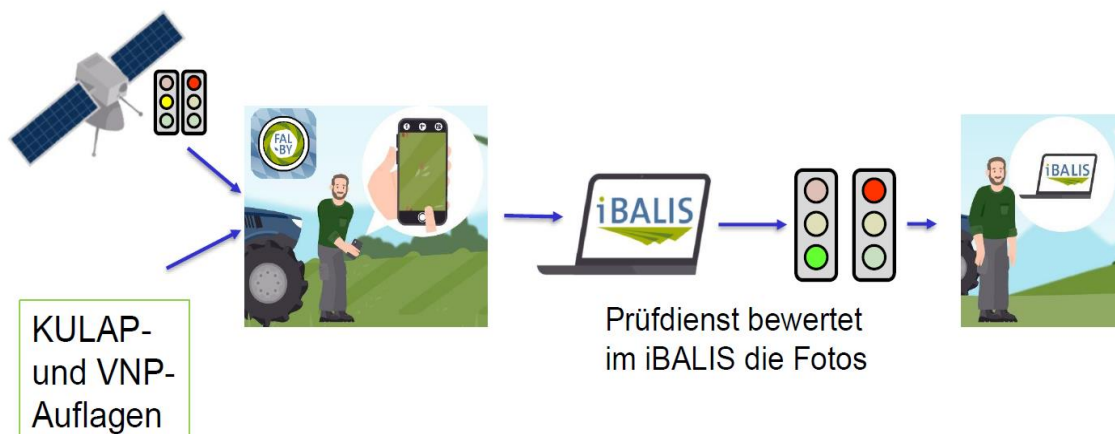 KULAP-
und VNP-
Auflagen
FAL
BY
iBALIS
Prüfdienst bewertet
im iBALIS die Fotos
iBALIS